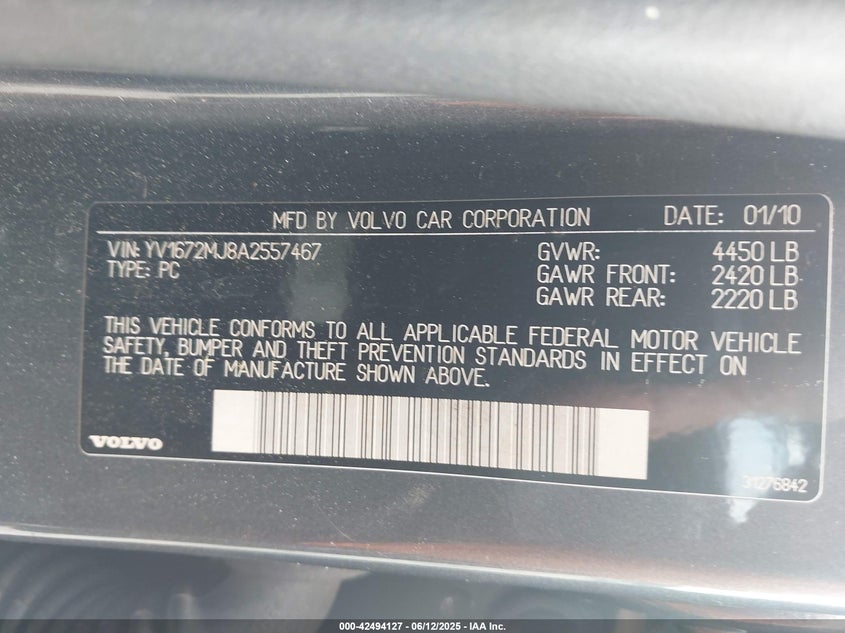 MFD BY VOLVO CAR CORPORATION DATE: 01/10
VIN: YV1672MJ8A2557467 GVWR: 4450 LB
TYPE: PC GAWR FRONT: 2420 LB
GAWR REAR: 2220 LB
THIS VEHICLE CONFORMS TO ALL APPLICABLE FEDERAL MOTOR VEHICLE
SAFETY, BUMPER AND THEFT PREVENTION STANDARDS IN EFFECT ON
THE DATE OF MANUFACTURE SHOWN ABOVE.
VOLVO
31276842
000-42494127 - 06/12/2025 - IAA Inc.